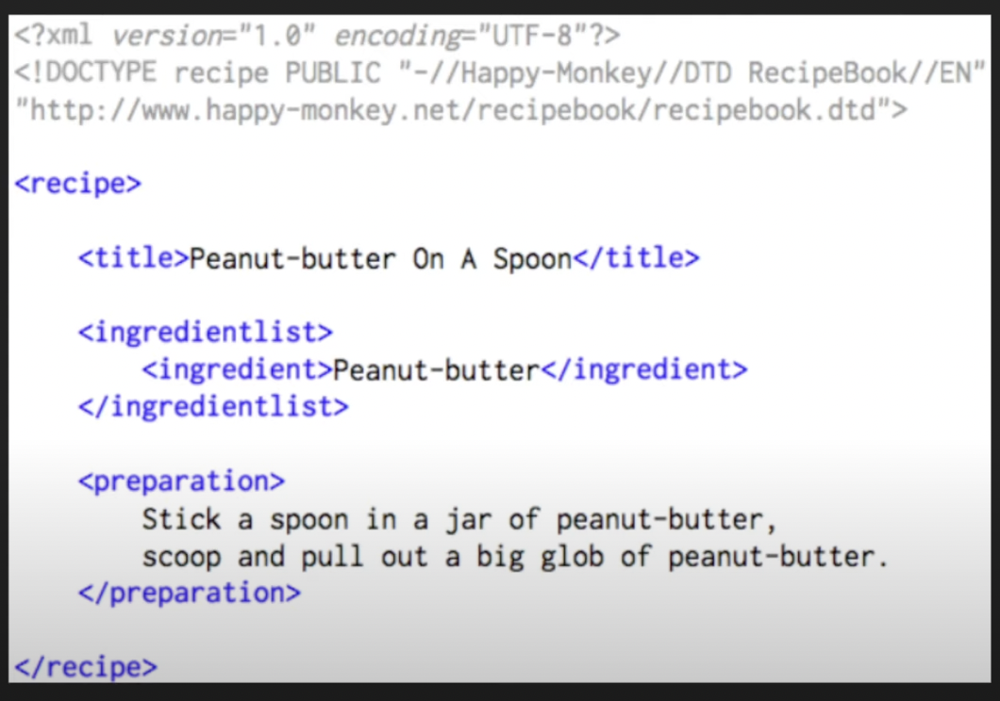 <?xml version="1.0" encoding="UTF-8"?>
<!DOCTYPE recipe PUBLIC "-//Happy-Monkey//DTD RecipeBook//EN"
"http://www.happy-monkey.net/recipebook/recipebook.dtd">
<recipe>
<title>Peanut-butter On A Spoon</title>
<ingredientlist>
<ingredient>Peanut-butter</ingredient>
</ingredientlist>
<preparation>
Stick a spoon in a jar of peanut-butter,
scoop and pull out a big glob of peanut-butter.
</preparation>
</recipe>